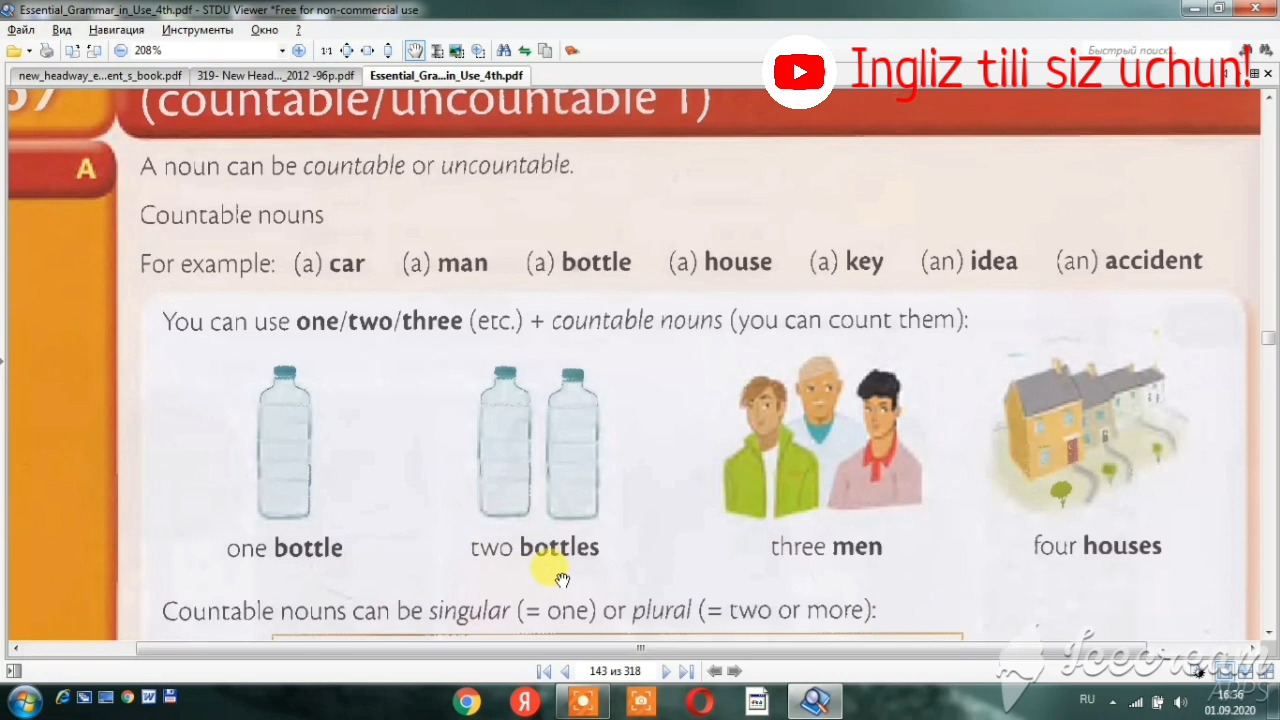 Essential_Grammar_in_Use_4th.pdf - STDU Viewer *Free for non-commercial use
Файл Вид Навигация Инструменты Окно ?
208% 1:1 Быстрый поиск...
new_headway_e...ent_s_book.pdf 319- New Head..._2012 -96p.pdf Essential_Gra...in_Use_4th.pdf
Ingliz tili siz uchun!
(countable/uncountable 1)
A
A noun can be countable or uncountable.
Countable nouns
For example: (a) car (a) man (a) bottle (a) house (a) key (an) idea (an) accident
You can use one/two/three (etc.) + countable nouns (you can count them):
one bottle two bottles three men four houses
Countable nouns can be singular (= one) or plural (= two or more):
143 из 318
Icecream
APPS
RU 16:36
01.09.2020